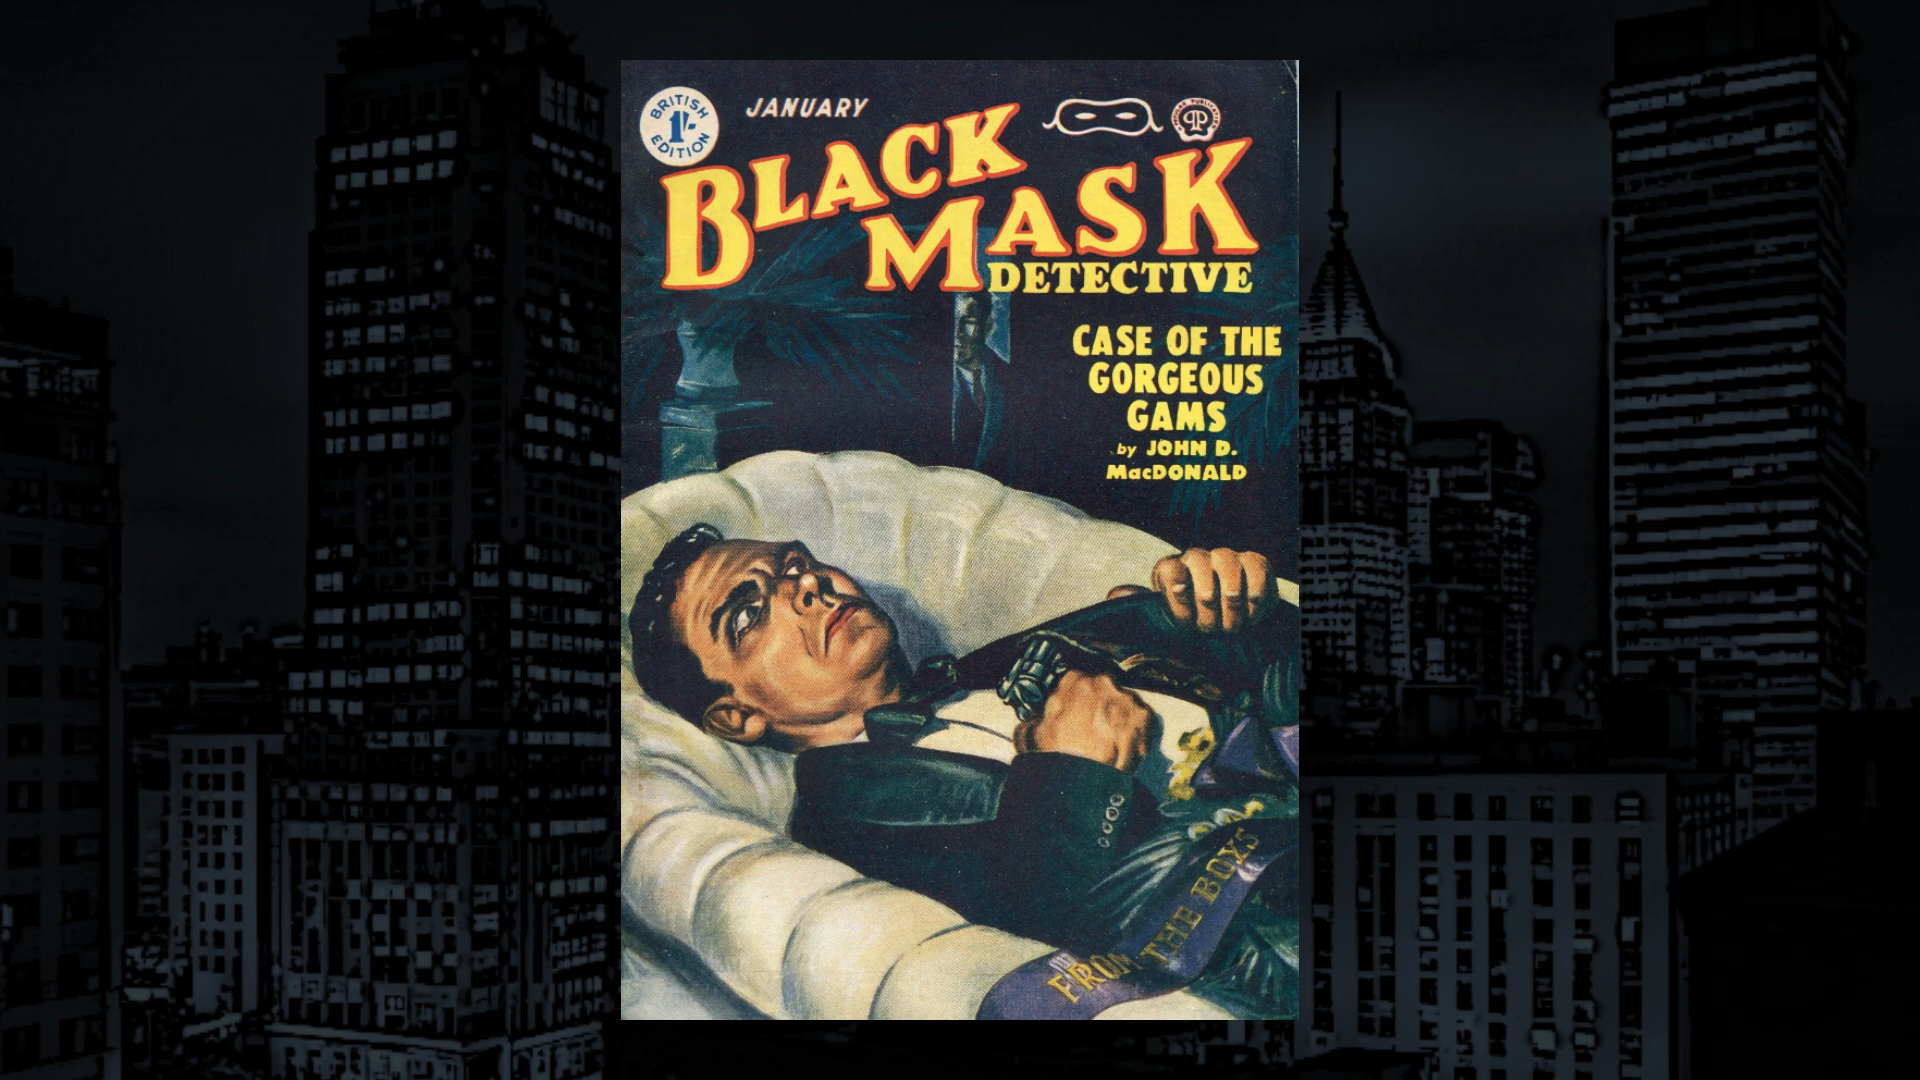 BRITISH
1/-
EDITION
JANUARY
BLACK
MASK
DETECTIVE
CASE OF THE
GORGEOUS
GAMS
by JOHN D.
MacDONALD
FROM THE BOYS